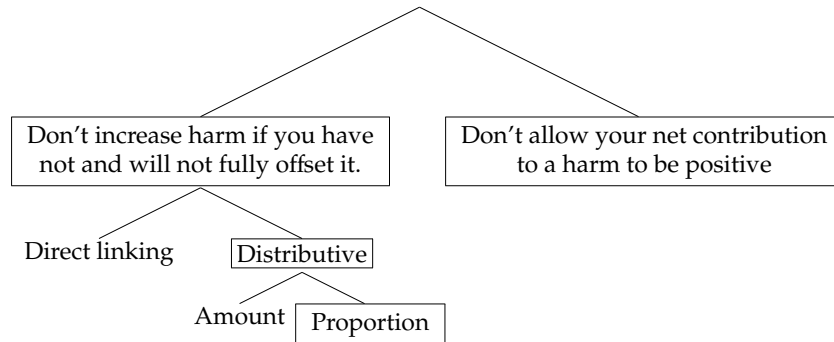 Don’t increase harm if you have
not and will not fully offset it.
Don’t allow your net contribution
to a harm to be positive
Direct linking
Distributive
Amount
Proportion